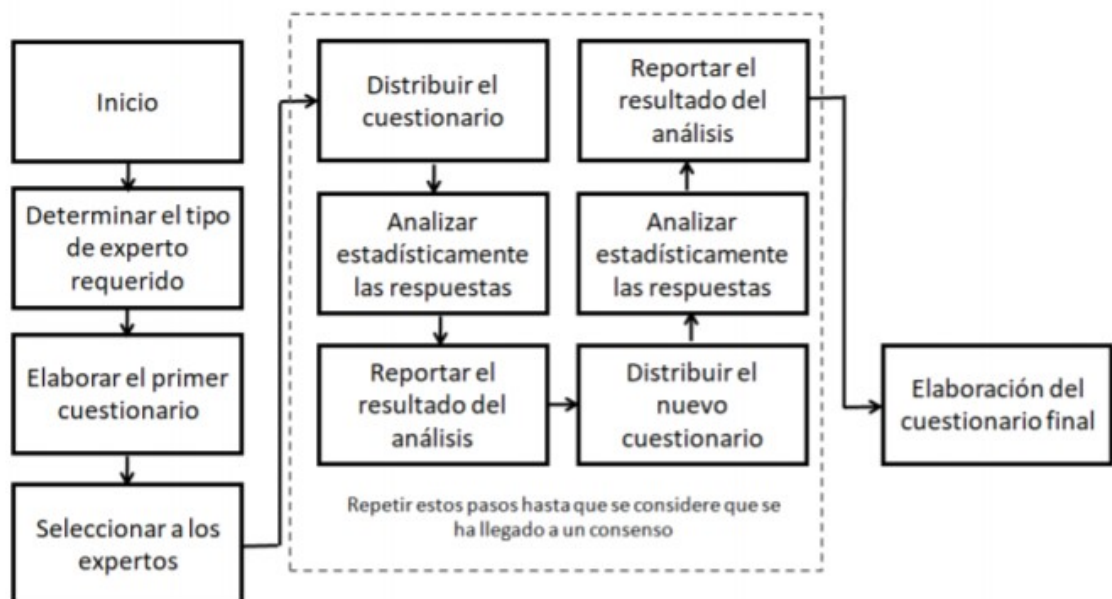 Inicio
Determinar el tipo
de experto
requerido
Elaborar el primer
cuestionario
Seleccionar a los
expertos
Distribuir el
cuestionario
Analizar
estadísticamente
las respuestas
Reportar el
resultado del
análisis
Distribuir el
nuevo
cuestionario
Analizar
estadísticamente
las respuestas
Reportar el
resultado del
análisis
Repetir estos pasos hasta que se considere que se
ha llegado a un consenso
Elaboración del
cuestionario final